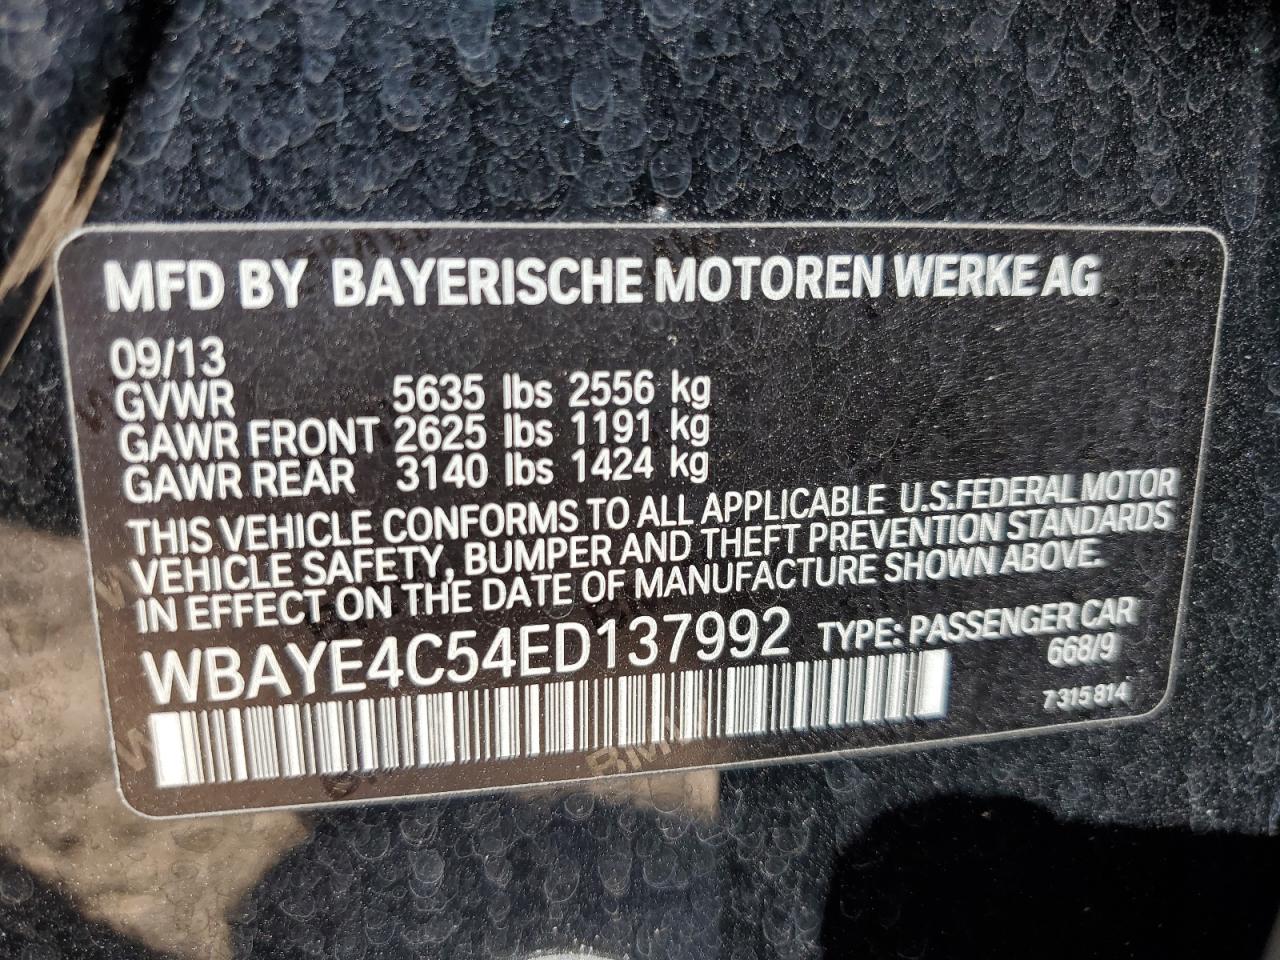 MFD BY BAYERISCHE MOTOREN WERKE AG
09/13
GVWR 5635 lbs 2556 kg
GAWR FRONT 2625 lbs 1191 kg
GAWR REAR 3140 lbs 1424 kg
THIS VEHICLE CONFORMS TO ALL APPLICABLE U.S.FEDERAL MOTOR
VEHICLE SAFETY, BUMPER AND THEFT PREVENTION STANDARDS
IN EFFECT ON THE DATE OF MANUFACTURE SHOWN ABOVE.
WBAYE4C54ED137992 TYPE: PASSENGER CAR
668/9
7 315 814
BMW